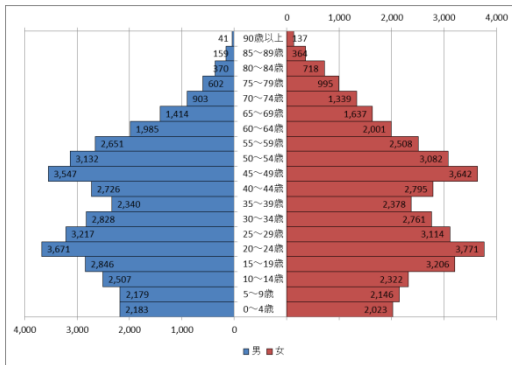 0 1,000 2,000 3,000 4,000
41 90歳以上 137
159 85～89歳 364
370 80～84歳 718
602 75～79歳 995
903 70～74歳 1,339
1,414 65～69歳 1,637
1,985 60～64歳 2,001
2,651 55～59歳 2,508
3,132 50～54歳 3,082
3,547 45～49歳 3,642
2,726 40～44歳 2,795
2,340 35～39歳 2,378
2,828 30～34歳 2,761
3,217 25～29歳 3,114
3,671 20～24歳 3,771
2,846 15～19歳 3,206
2,507 10～14歳 2,322
2,179 5～9歳 2,146
2,183 0～4歳 2,023
4,000 3,000 2,000 1,000 0
男 女